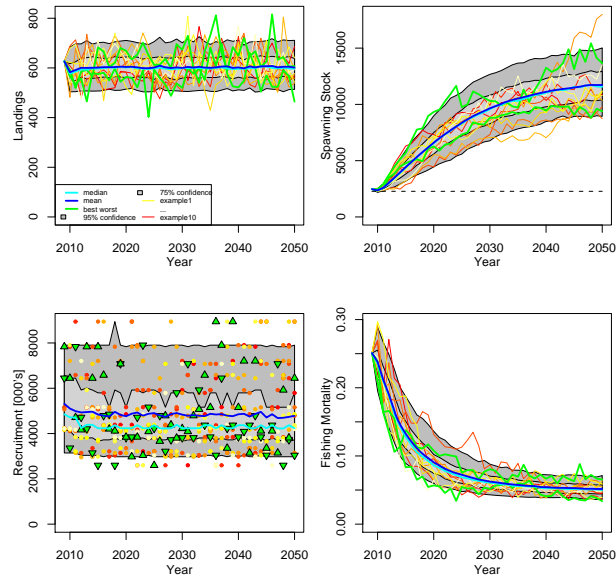 Landings
0 200 400 600 800
median
mean
best worst
95% confidence
75% confidence
example1
...
example10
2010 2020 2030 2040 2050
Year
Spawning Stock
0 5000 10000 15000
2010 2020 2030 2040 2050
Year
Recruitment [000's]
0 2000 4000 6000 8000
2010 2020 2030 2040 2050
Year
Fishing Mortality
0.00 0.10 0.20 0.30
2010 2020 2030 2040 2050
Year